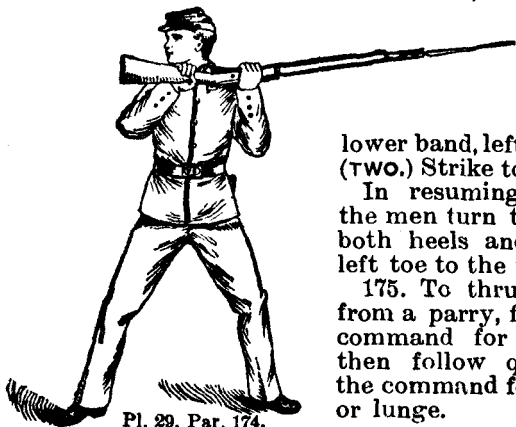 lower band, left
(TWO.) Strike to
In resuming
the men turn t
both heels and
left toe to the
175. To thru
from a parry, f
command for
then follow q
the command f
or lunge.
Pl. 29. Par. 174.